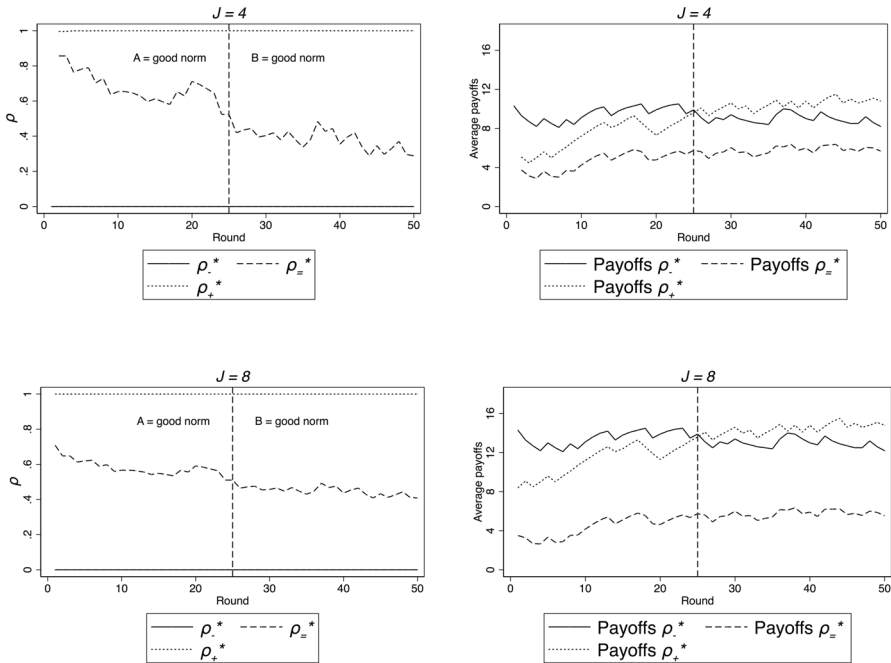 J = 4
1
.8
.6
.4
.2
0
ρ
A = good norm B = good norm
0 10 20 30 40 50
Round
ρ₋* ρ₌*
ρ₊*
J = 4
16
12
8
4
0
Average payoffs
0 10 20 30 40 50
Round
Payoffs ρ₋* Payoffs ρ₌*
Payoffs ρ₊*
J = 8
1
.8
.6
.4
.2
0
ρ
A = good norm B = good norm
0 10 20 30 40 50
Round
ρ₋* ρ₌*
ρ₊*
J = 8
16
12
8
4
0
Average payoffs
0 10 20 30 40 50
Round
Payoffs ρ₋* Payoffs ρ₌*
Payoffs ρ₊*